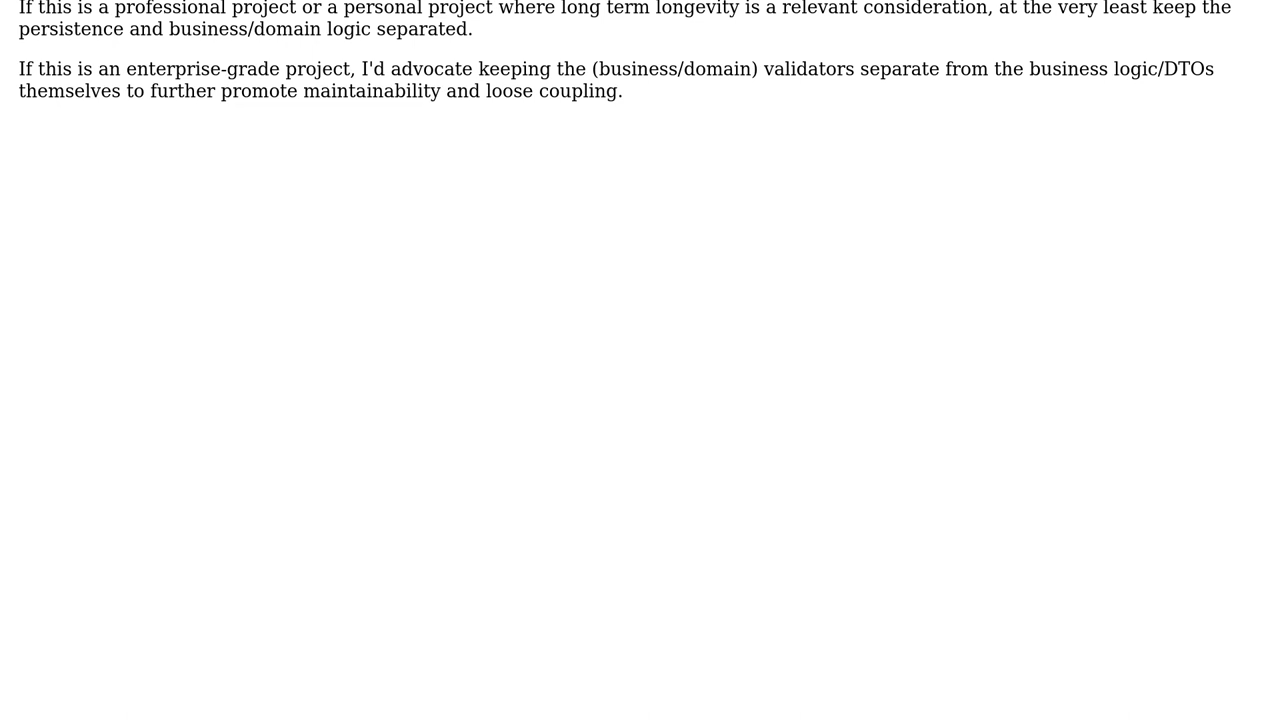 If this is a professional project or a personal project where long term longevity is a relevant consideration, at the very least keep the
persistence and business/domain logic separated.
If this is an enterprise-grade project, I'd advocate keeping the (business/domain) validators separate from the business logic/DTOs
themselves to further promote maintainability and loose coupling.